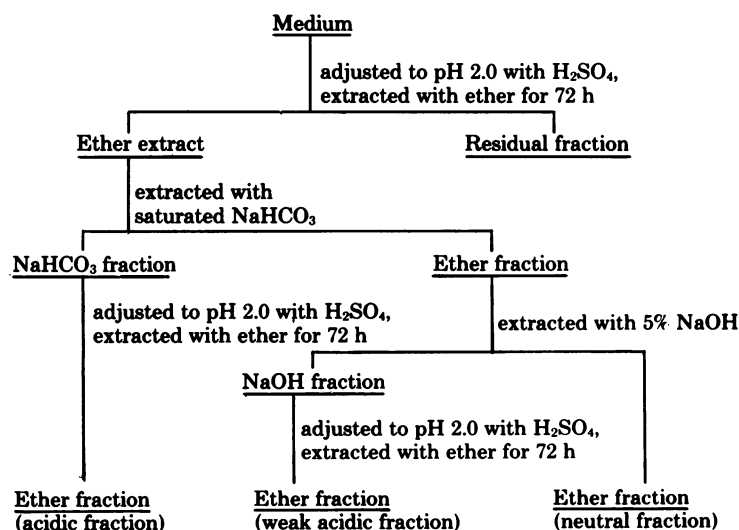 Medium
adjusted to pH 2.0 with H₂SO₄,
extracted with ether for 72 h
Ether extract
Residual fraction
extracted with
saturated NaHCO₃
NaHCO₃ fraction
Ether fraction
adjusted to pH 2.0 with H₂SO₄,
extracted with ether for 72 h
extracted with 5% NaOH
NaOH fraction
adjusted to pH 2.0 with H₂SO₄,
extracted with ether for 72 h
Ether fraction
(acidic fraction)
Ether fraction
(weak acidic fraction)
Ether fraction
(neutral fraction)